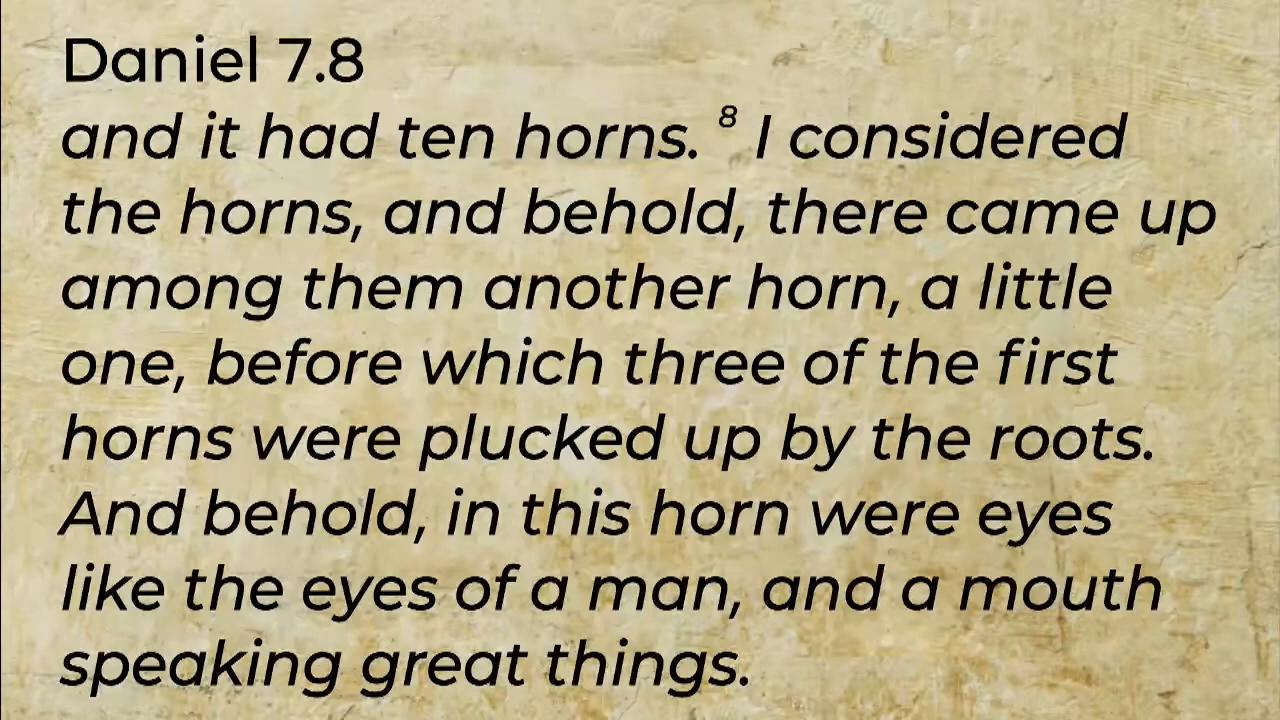 Daniel 7.8
and it had ten horns. ⁸ I considered
the horns, and behold, there came up
among them another horn, a little
one, before which three of the first
horns were plucked up by the roots.
And behold, in this horn were eyes
like the eyes of a man, and a mouth
speaking great things.